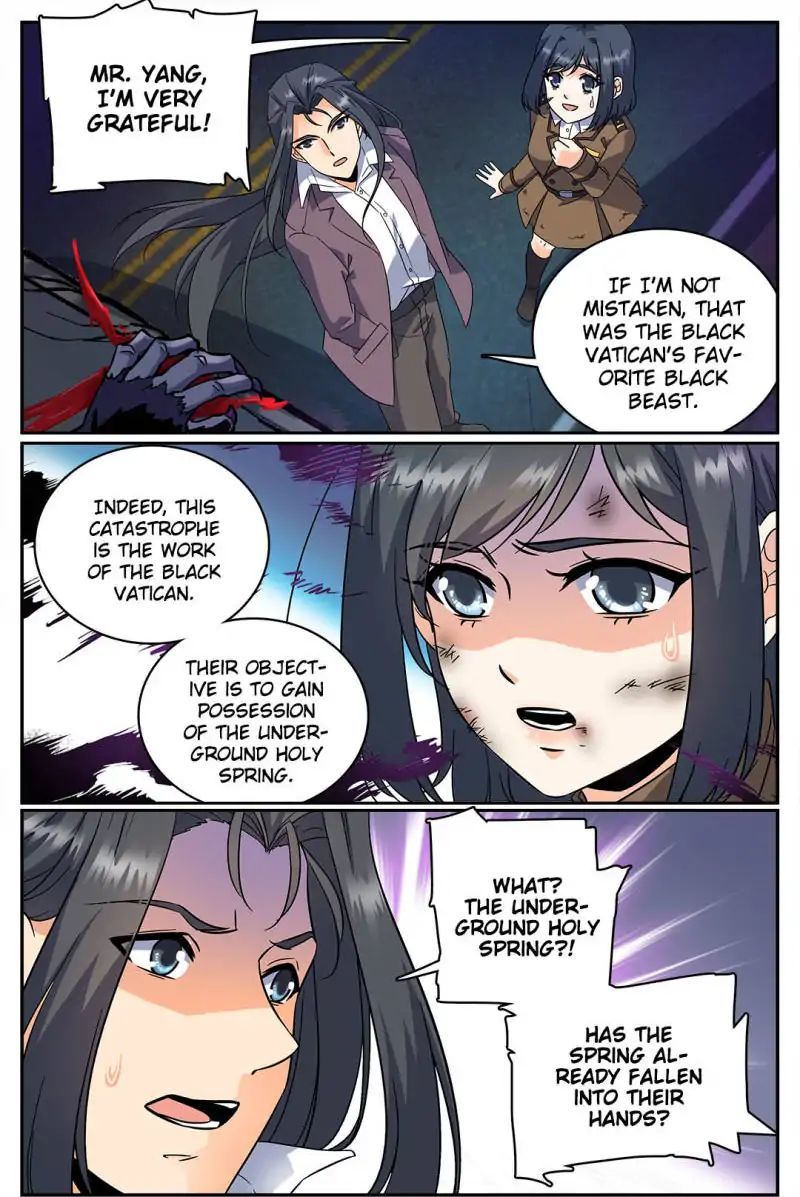 MR. YANG,
I'M VERY
GRATEFUL!
IF I'M NOT
MISTAKEN, THAT
WAS THE BLACK
VATICAN'S FAV-
ORITE BLACK
BEAST.
INDEED, THIS
CATASTROPHE
IS THE WORK
OF THE BLACK
VATICAN.
THEIR OBJECT-
IVE IS TO GAIN
POSSESSION
OF THE UNDER-
GROUND HOLY
SPRING.
WHAT?
THE UNDER-
GROUND HOLY
SPRING?!
HAS THE
SPRING AL-
READY FALLEN
INTO THEIR
HANDS?